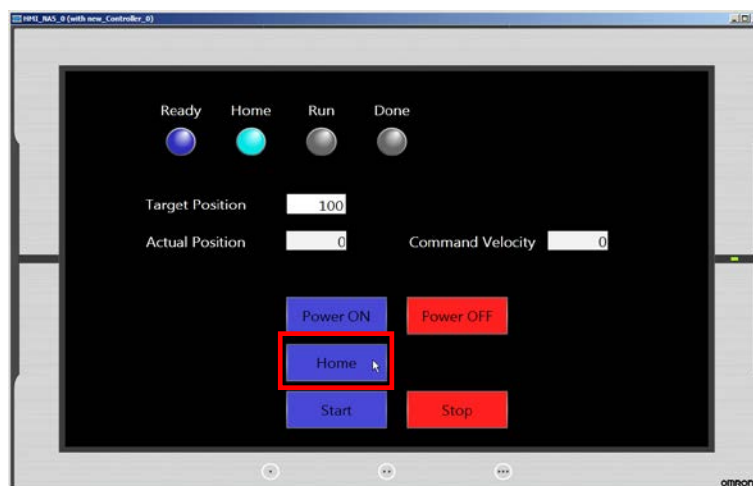 HMI_NA5_0 (with new_Controller_0)
Ready Home Run Done
Target Position 100
Actual Position 0 Command Velocity 0
Power ON Power OFF
Home
Start Stop
OMRON